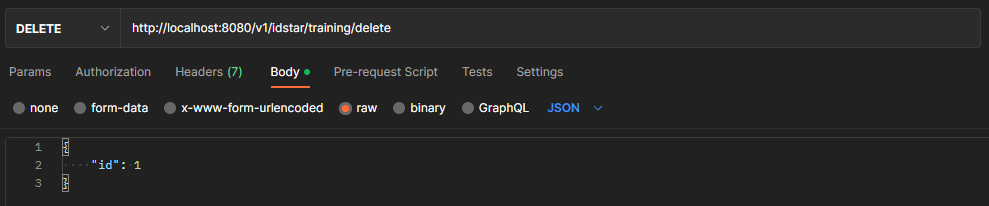 DELETE http://localhost:8080/v1/idstar/training/delete
Params Authorization Headers (7) Body Pre-request Script Tests Settings
none form-data x-www-form-urlencoded raw binary GraphQL JSON
1 {
2 "id": 1
3 }